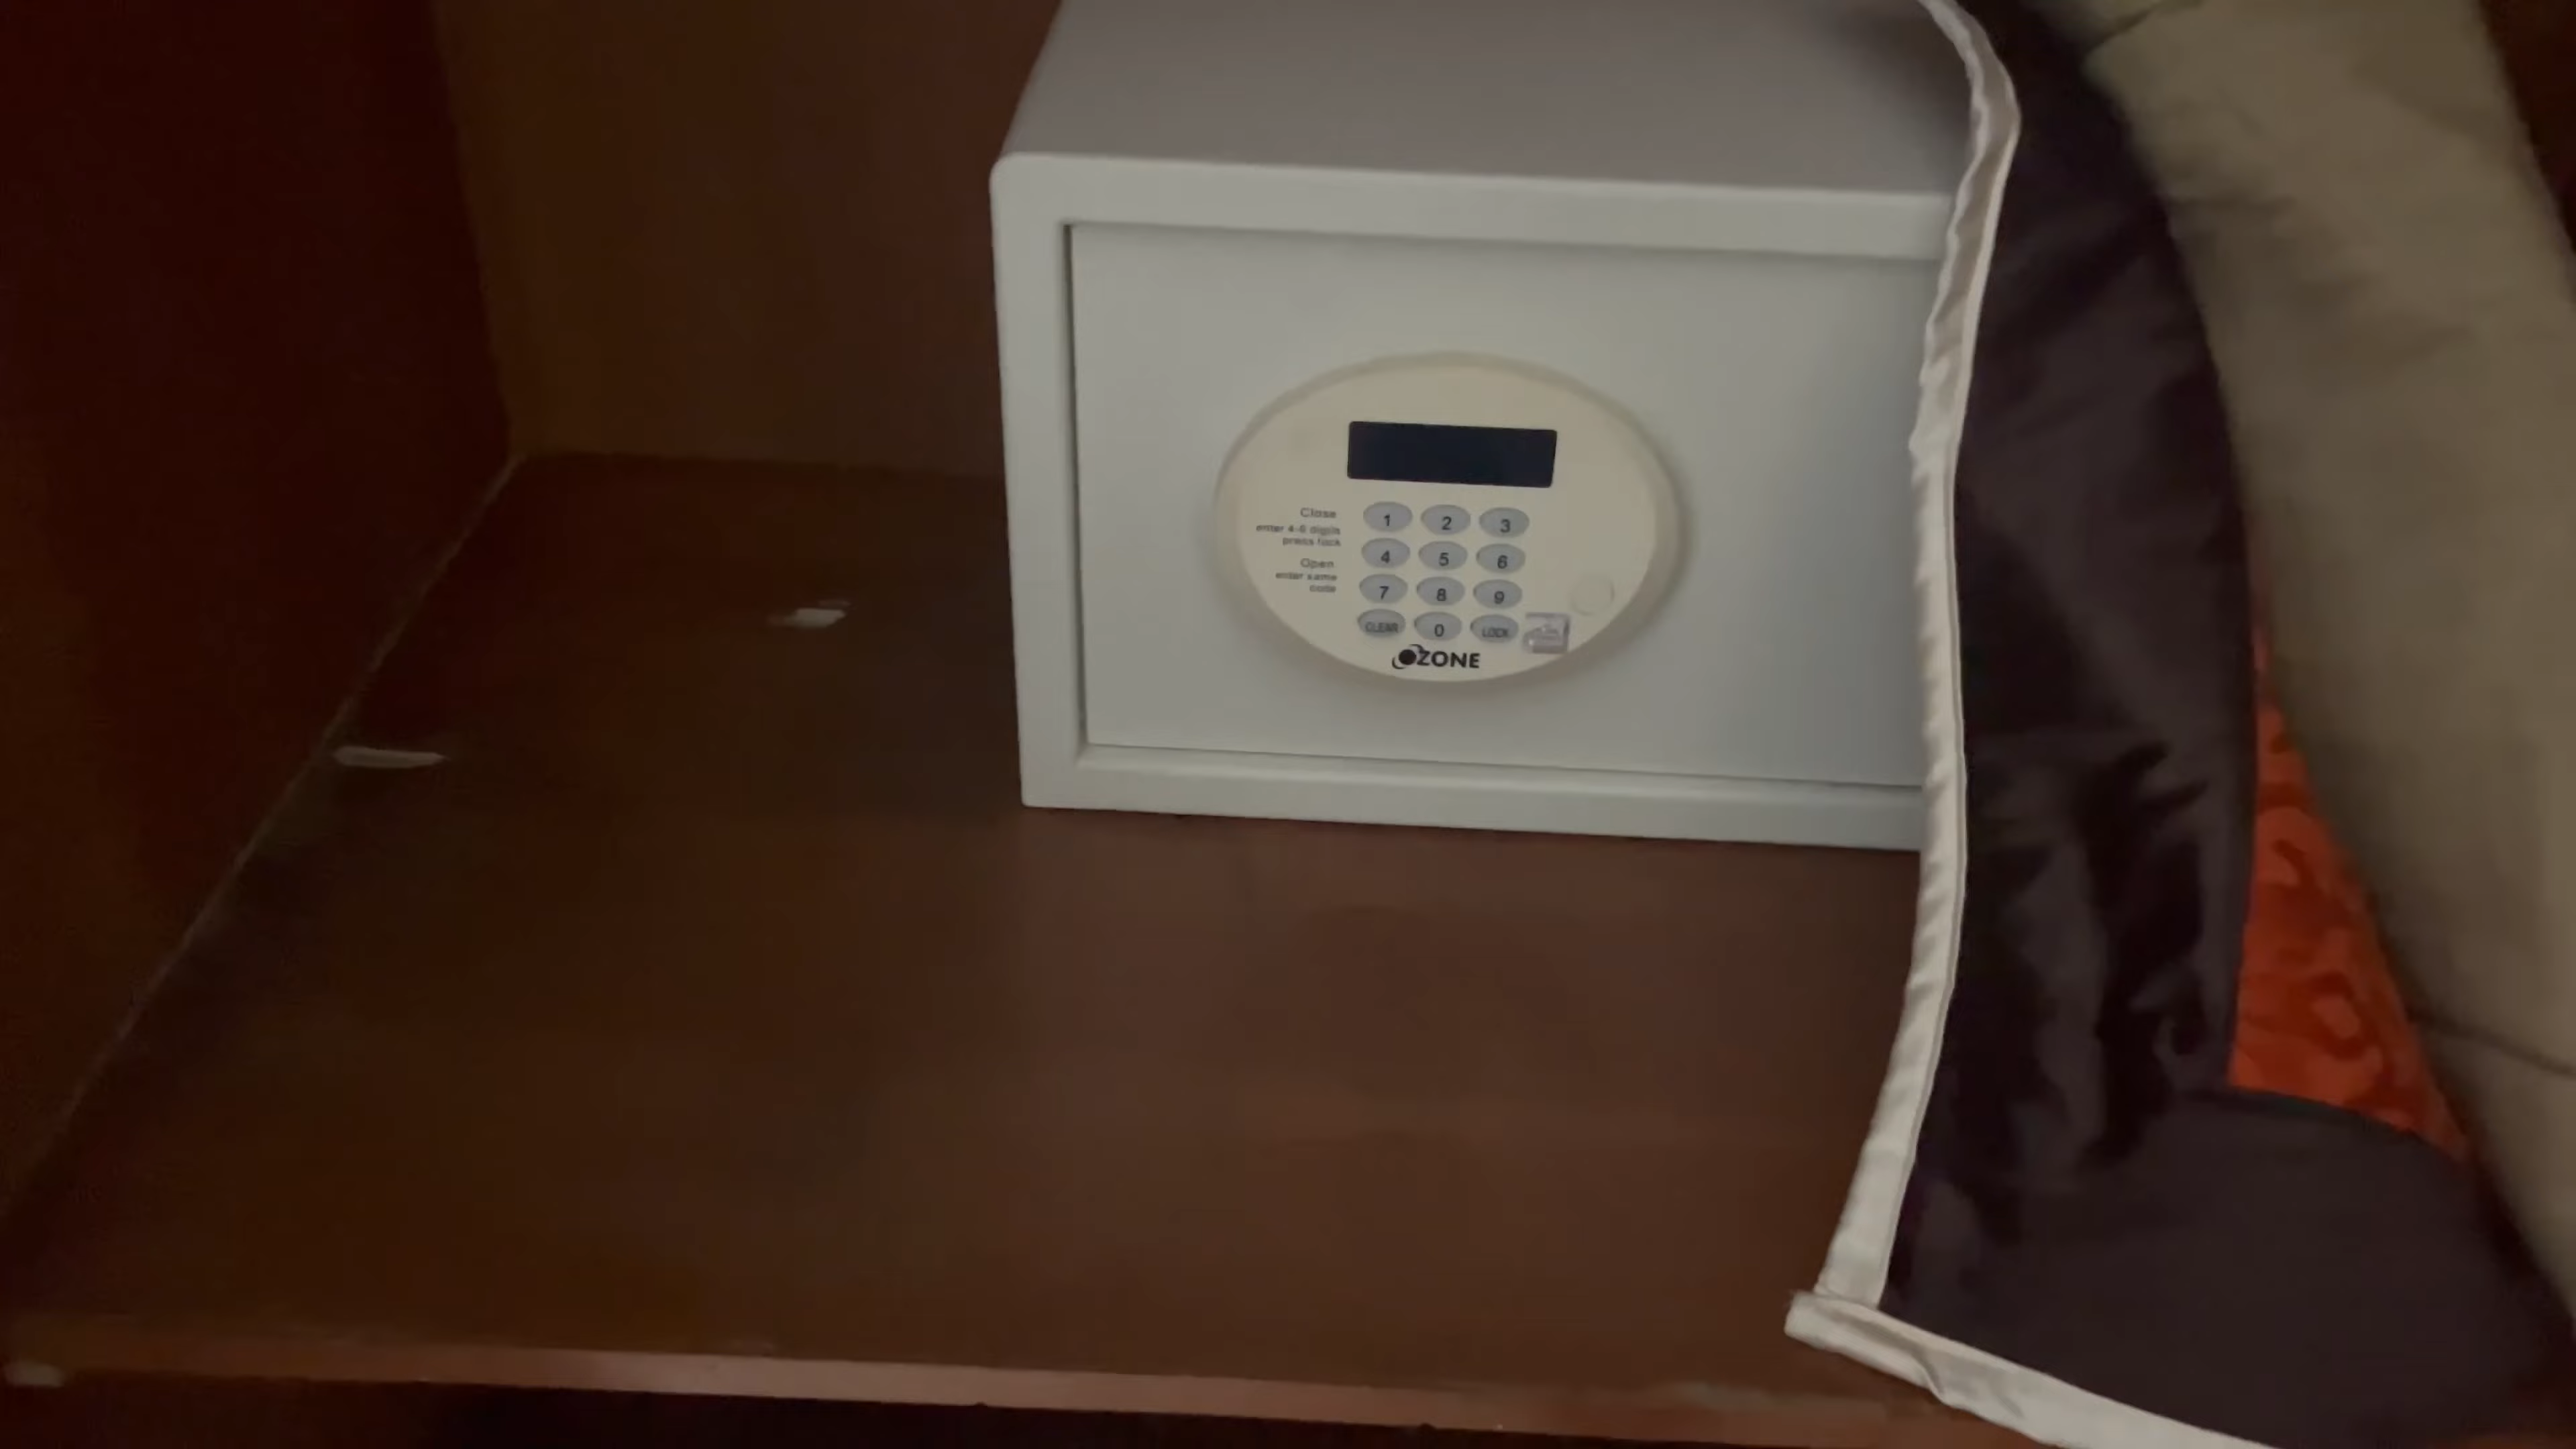 Close
enter 4-6 digits
press lock
Open
enter same
code
1 2 3
4 5 6
7 8 9
CLEAR 0 LOCK
OZONE